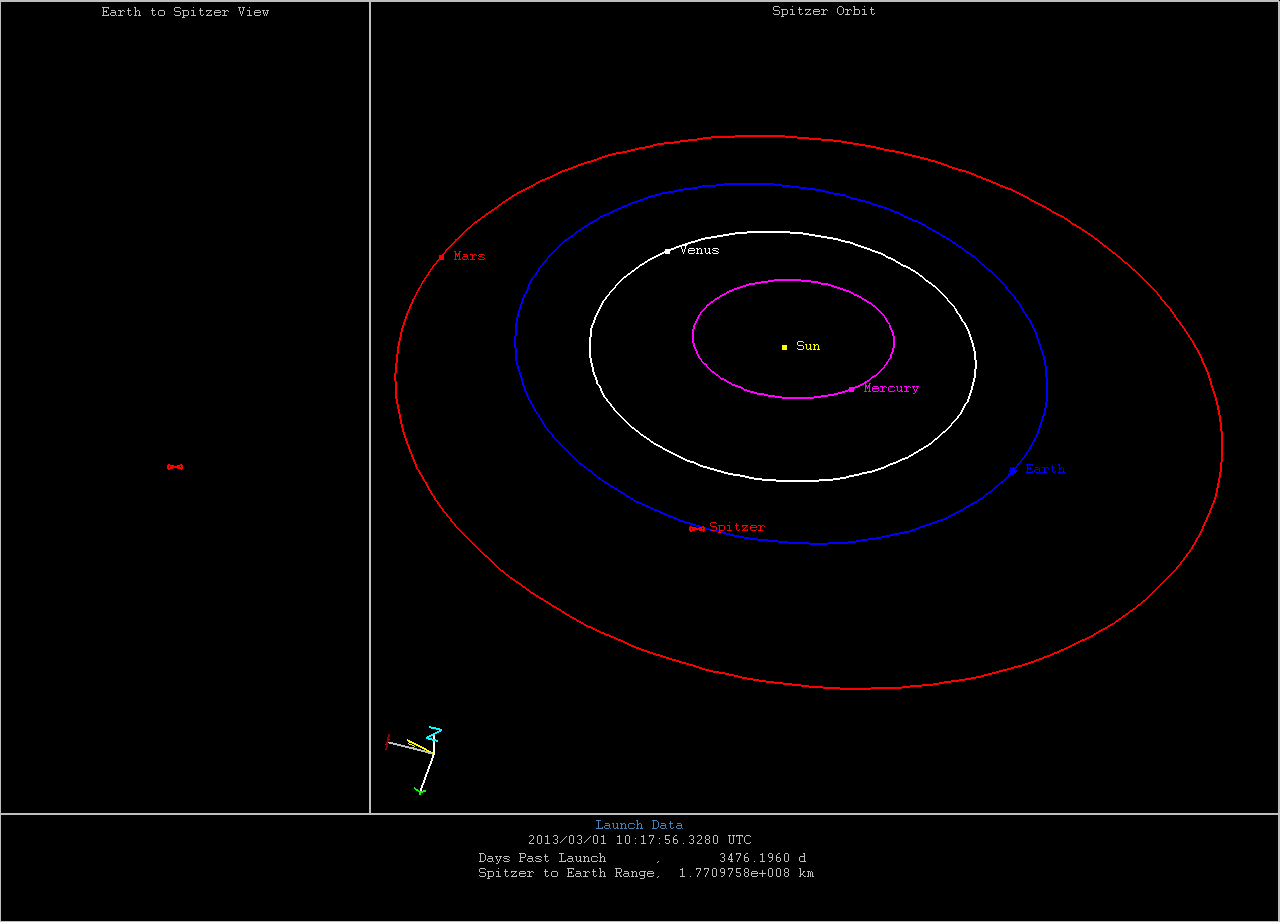 Earth to Spitzer View
Spitzer Orbit
Mars
Venus
Sun
Mercury
Earth
Spitzer
Z
Launch Data
2013/03/01 10:17:56.3280 UTC
Days Past Launch , 3476.1960 d
Spitzer to Earth Range, 1.7709758e+008 km